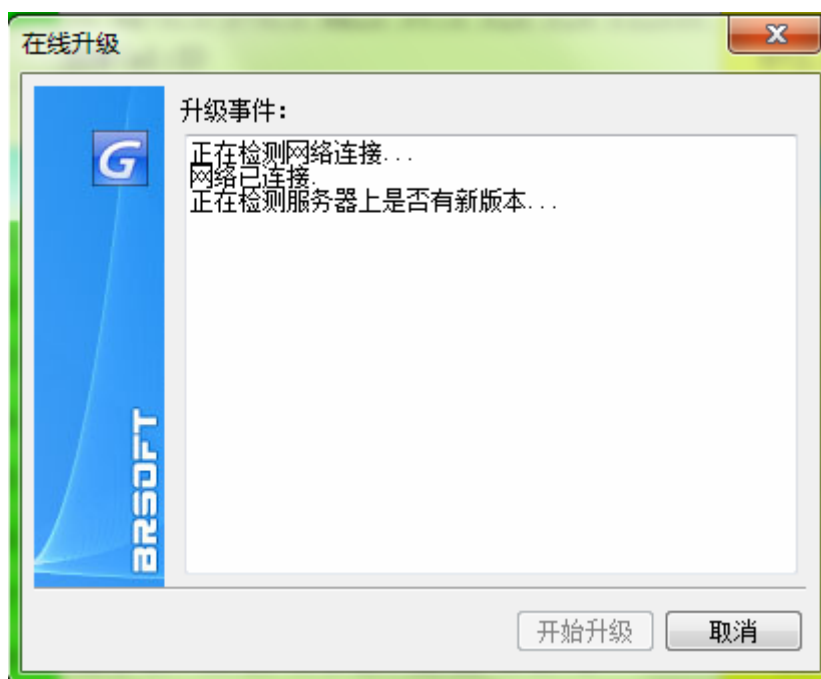 在线升级
升级事件：
正在检测网络连接...
网络已连接.
正在检测服务器上是否有新版本...
G
BRSOFT
开始升级
取消